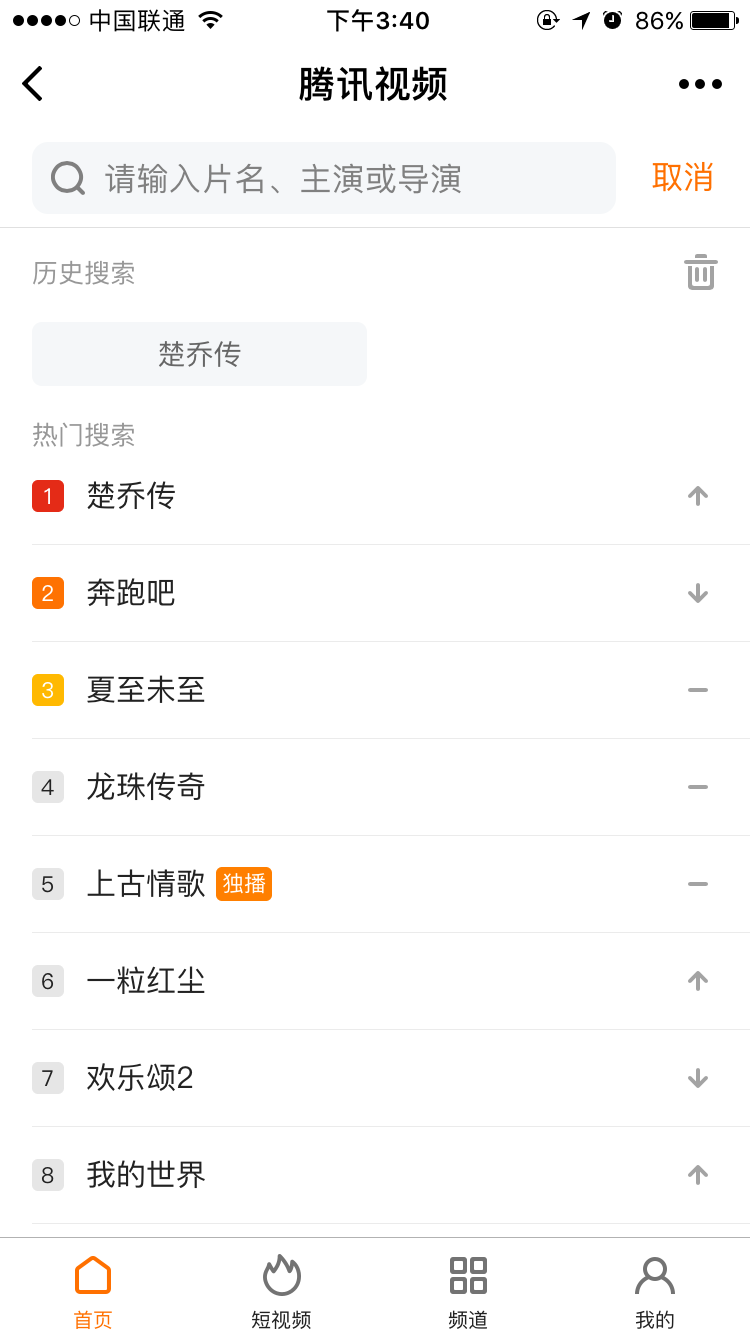 中国联通 下午3:40 86%
腾讯视频
请输入片名、主演或导演 取消
历史搜索
楚乔传
热门搜索
1 楚乔传
2 奔跑吧
3 夏至未至
4 龙珠传奇
5 上古情歌 独播
6 一粒红尘
7 欢乐颂2
8 我的世界
首页 短视频 频道 我的